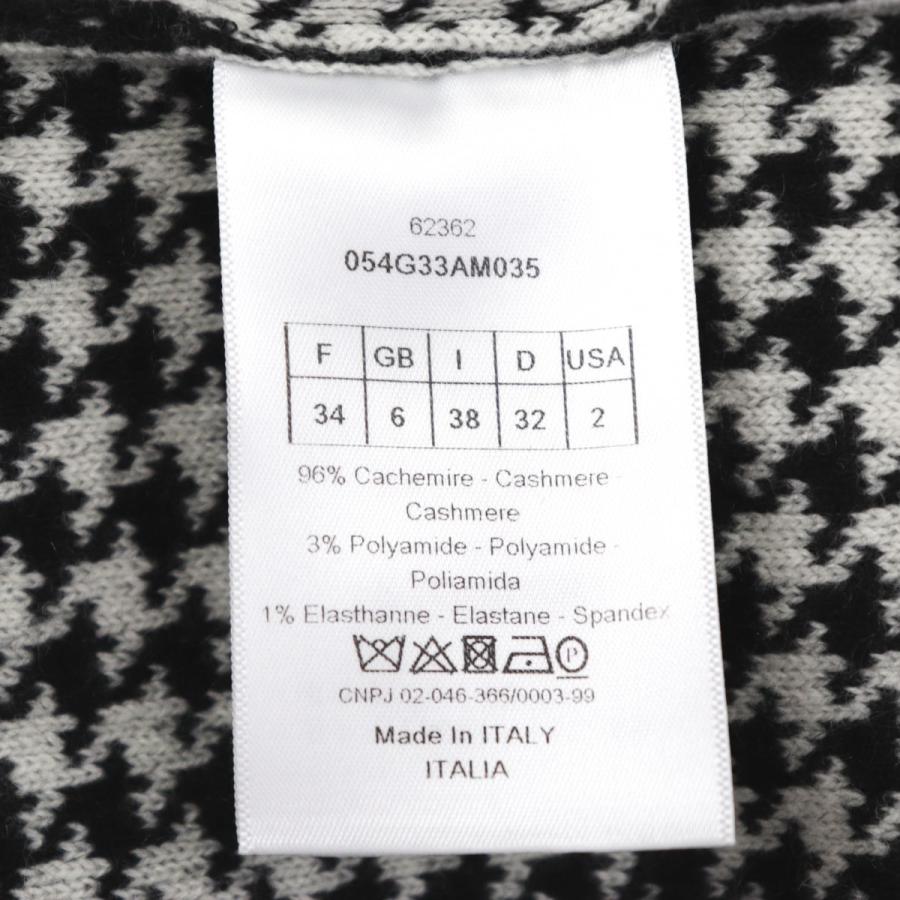 62362
054G33AM035
F GB I D USA
34 6 38 32 2
96% Cachemire - Cashmere -
Cashmere
3% Polyamide - Polyamide -
Poliamida
1% Elasthanne - Elastane - Spandex
P
CNPJ 02-046-366/0003-99
Made In ITALY
ITALIA